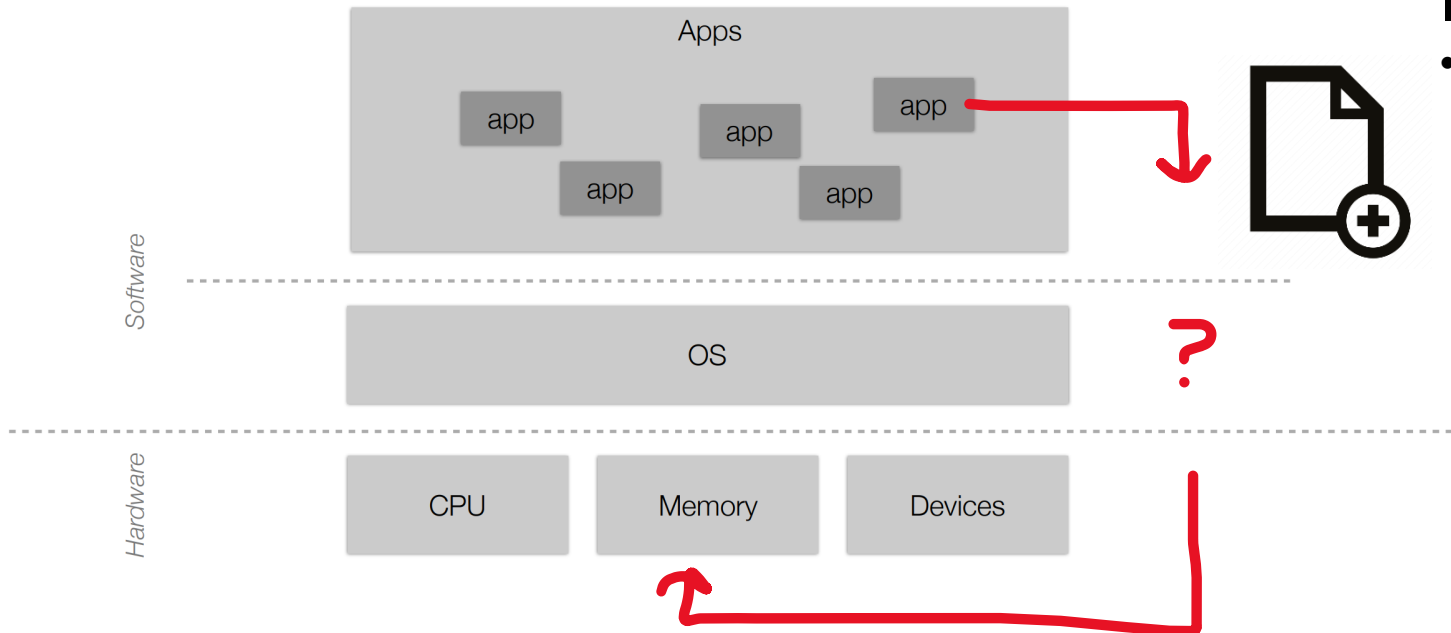 Apps
app
app
app
app
app
Software
OS
?
Hardware
CPU
Memory
Devices